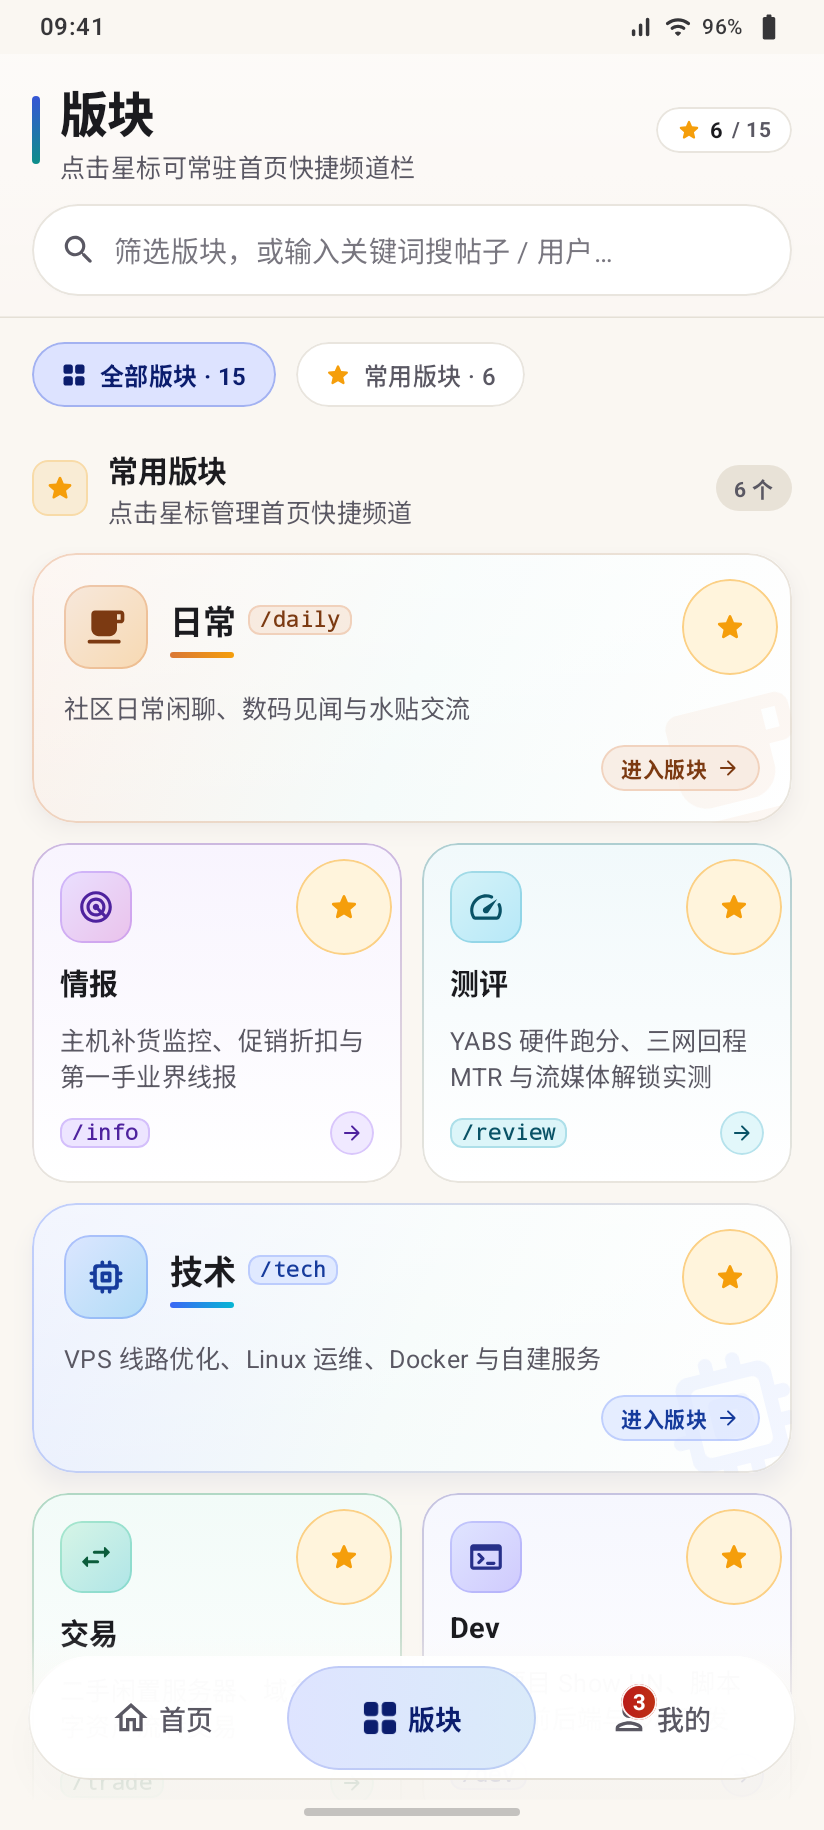 09:41
96%
版块
点击星标可常驻首页快捷频道栏
6 / 15
筛选版块，或输入关键词搜帖子 / 用户...
全部版块 · 15
常用版块 · 6
常用版块
点击星标管理首页快捷频道
6 个
日常 /daily
社区日常闲聊、数码见闻与水贴交流
进入版块
情报
主机补货监控、促销折扣与
第一手业界线报
/info
测评
YABS 硬件跑分、三网回程
MTR 与流媒体解锁实测
/review
技术 /tech
VPS 线路优化、Linux 运维、Docker 与自建服务
进入版块
交易
Dev
/trade
首页
版块
3
我的